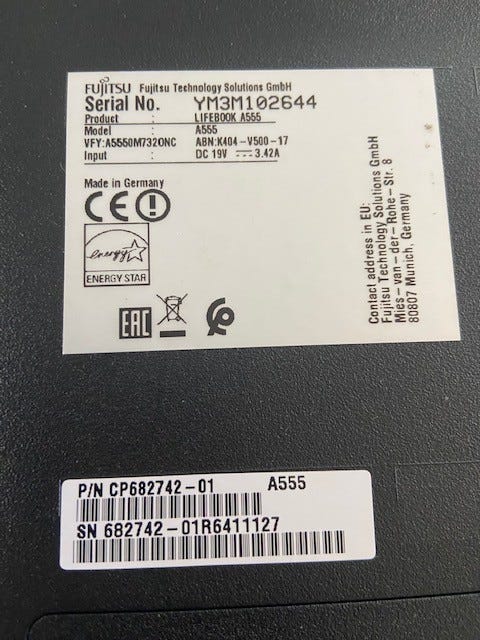 FUJITSU Fujitsu Technology Solutions GmbH
Serial No. YM3M102644
Product : LIFEBOOK A555
Model : A555
VFY:A5550M732ONC ABN:K404-V500-17
Input : DC 19V ⎓ 3.42A
Made in Germany
CE
energy
ENERGY STAR
EAC
Contact address in EU:
Fujitsu Technology Solutions GmbH
Mies-van-der-Rohe-Str. 8
80807 Munich, Germany
P/N CP682742-01 A555
SN 682742-01R6411127